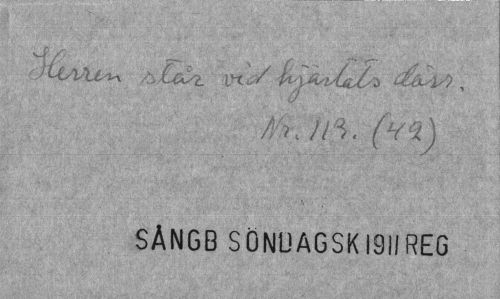 Herren står vid hjärtats dörr.
Nr. 113. (42)
SÅNGB SÖNDAGSK 1911 REG